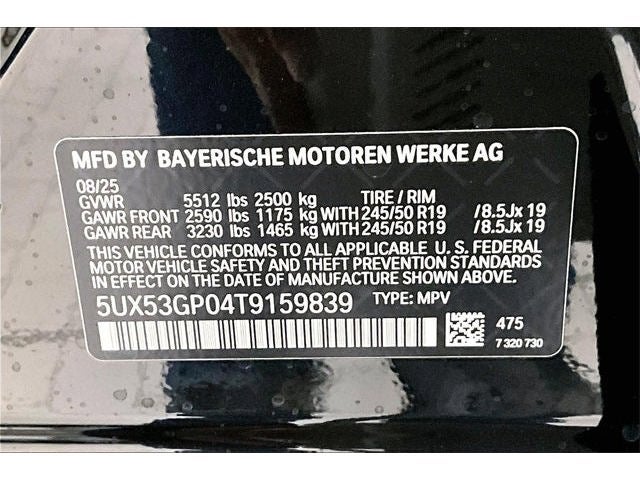 MFD BY BAYERISCHE MOTOREN WERKE AG
08/25
GVWR 5512 lbs 2500 kg TIRE / RIM
GAWR FRONT 2590 lbs 1175 kg WITH 245/50 R19 /8.5Jx 19
GAWR REAR 3230 lbs 1465 kg WITH 245/50 R19 /8.5Jx 19
THIS VEHICLE CONFORMS TO ALL APPLICABLE U. S. FEDERAL
MOTOR VEHICLE SAFETY AND THEFT PREVENTION STANDARDS
IN EFFECT ON THE DATE OF MANUFACTURE SHOWN ABOVE.
5UX53GP04T9159839 TYPE: MPV
475
7 320 730